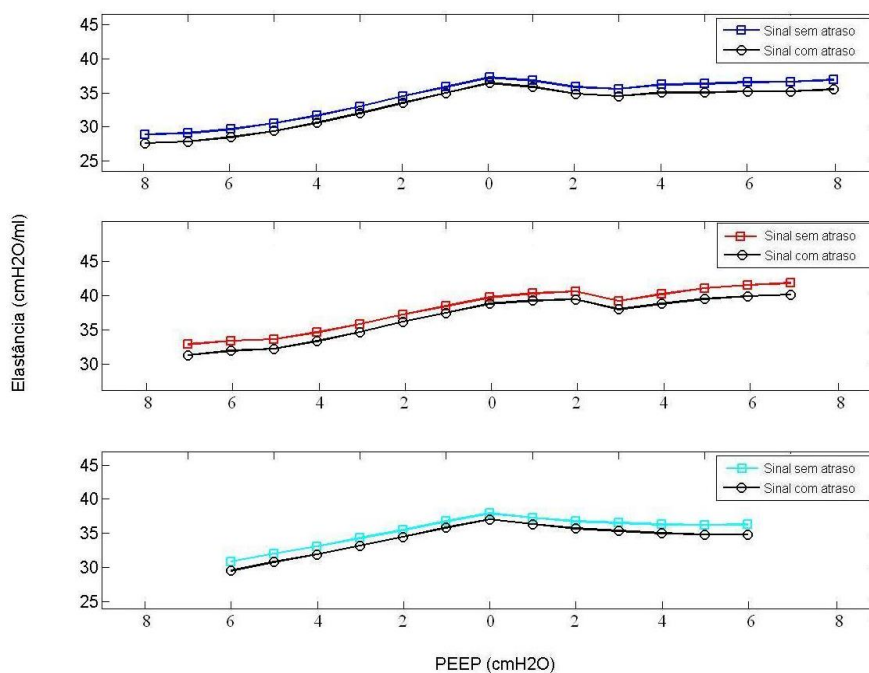 45
40
35
30
25
Sinal sem atraso
Sinal com atraso
8 6 4 2 0 2 4 6 8
Elastância (cmH2O/ml)
45
40
35
30
Sinal sem atraso
Sinal com atraso
8 6 4 2 0 2 4 6 8
45
40
35
30
25
Sinal sem atraso
Sinal com atraso
8 6 4 2 0 2 4 6 8
PEEP (cmH2O)